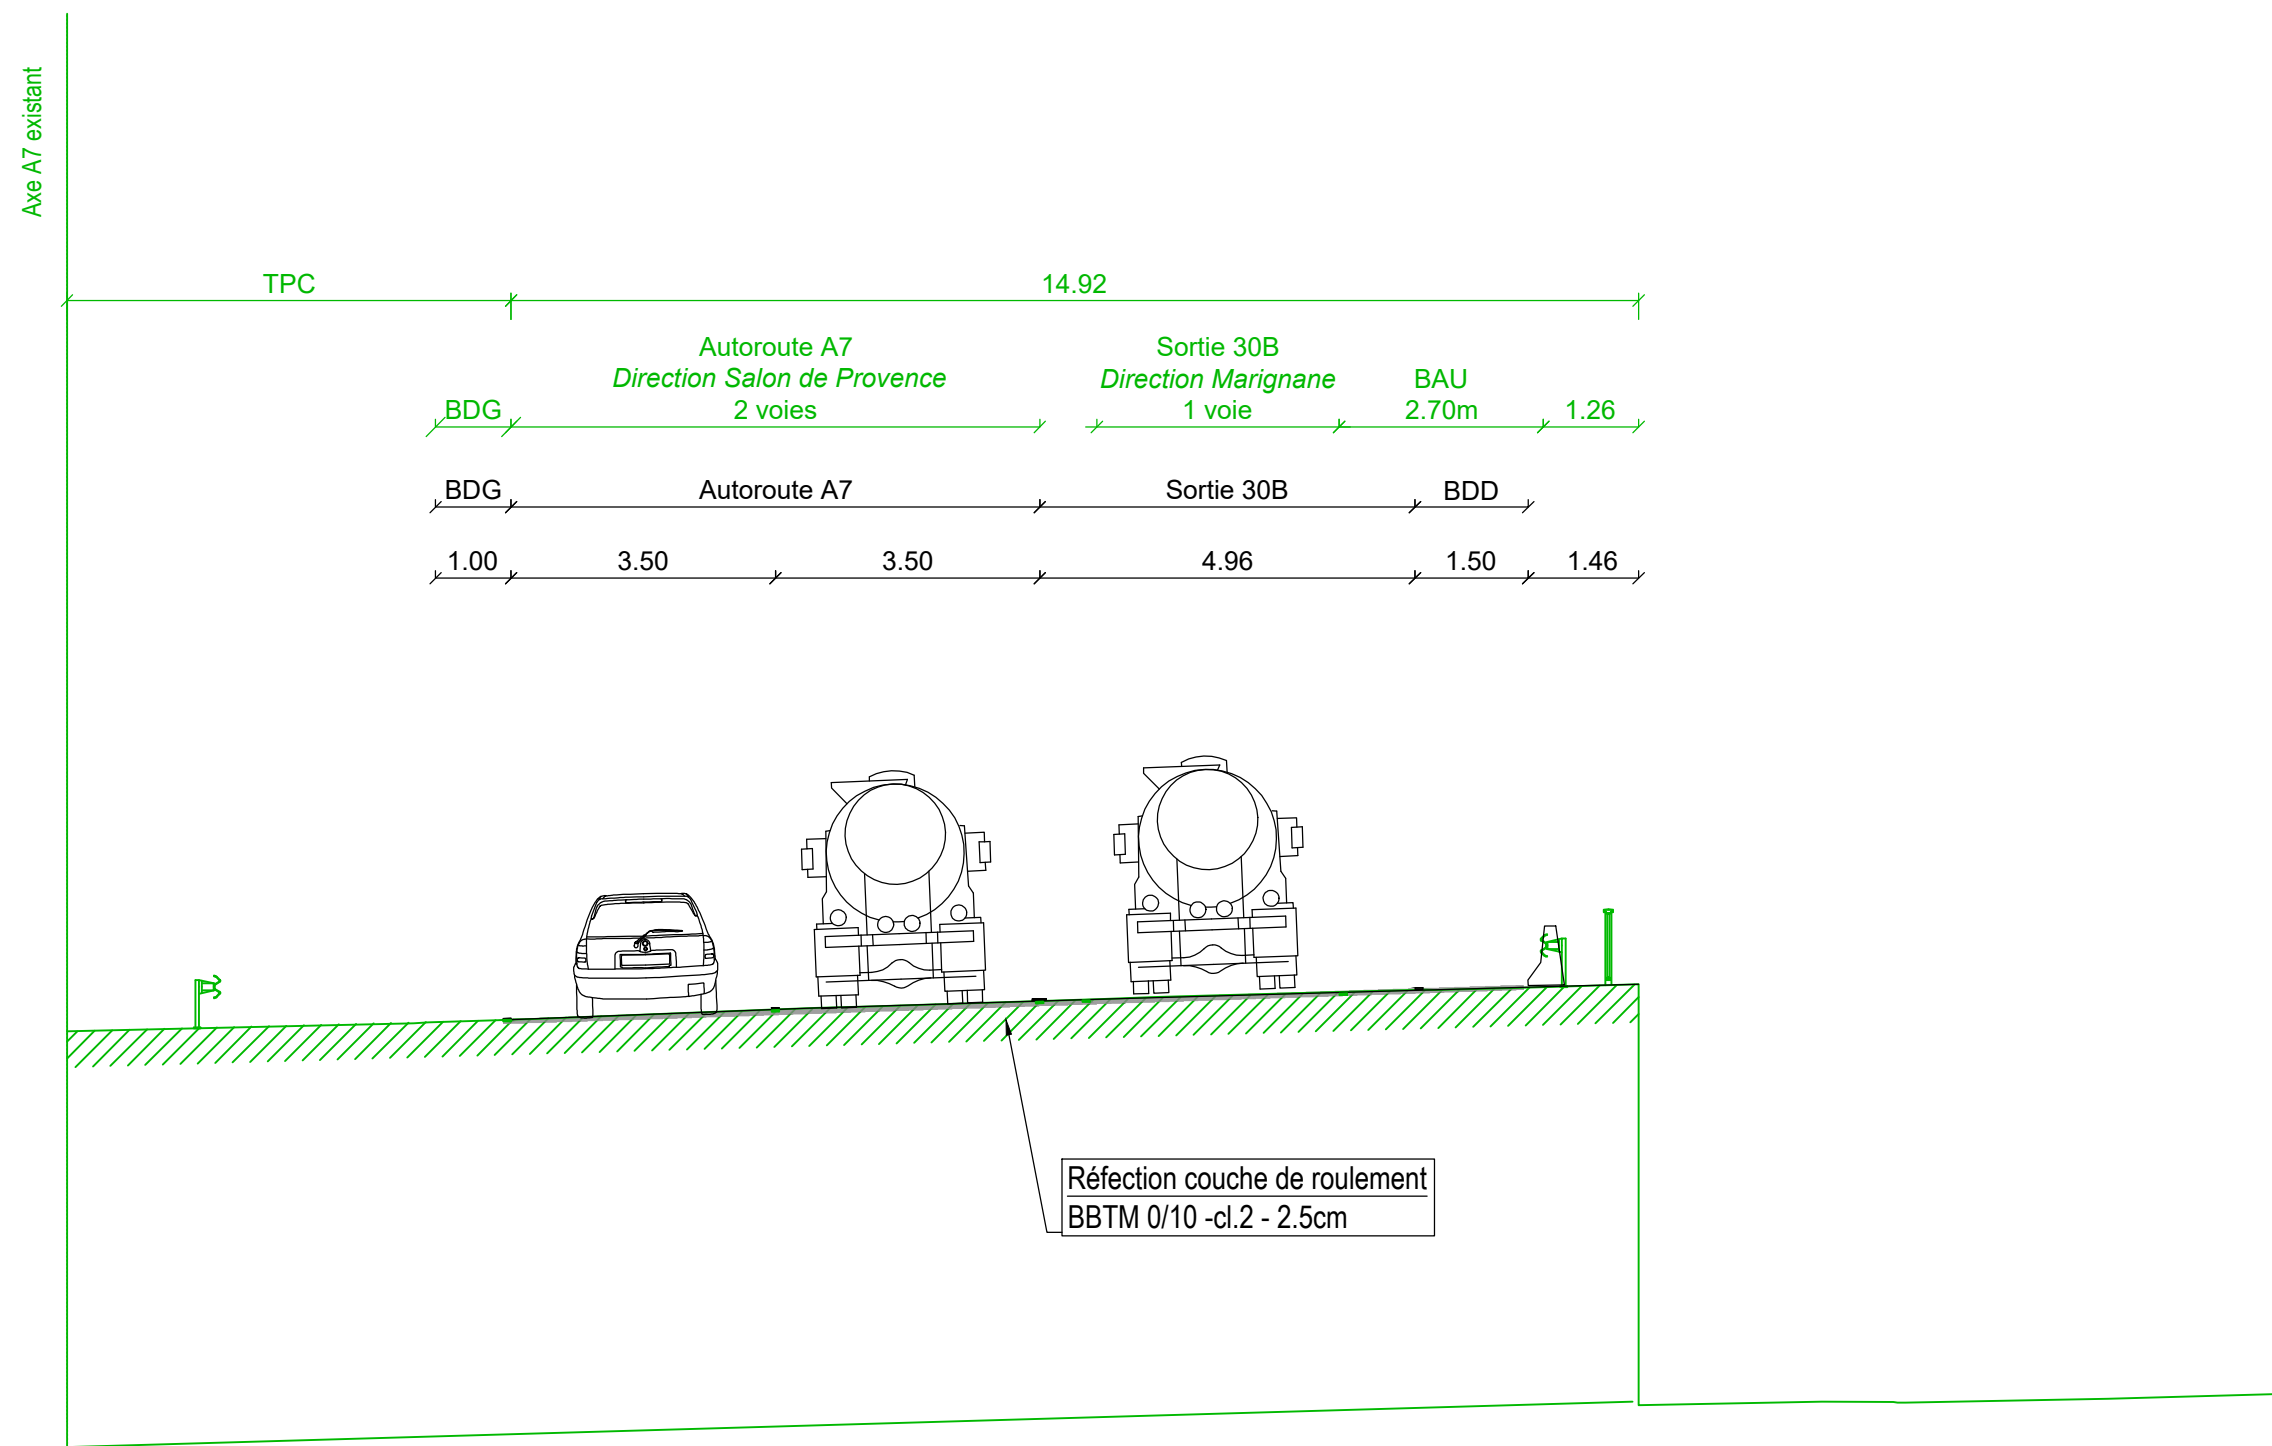 Axe A7 existant
TPC
14.92
Autoroute A7
Direction Salon de Provence
2 voies
Sortie 30B
Direction Marignane
1 voie
BAU
2.70m
BDG
1.26
BDG
Autoroute A7
Sortie 30B
BDD
1.00
3.50
3.50
4.96
1.50
1.46
Réfection couche de roulement
BBTM 0/10 -cl.2 - 2.5cm